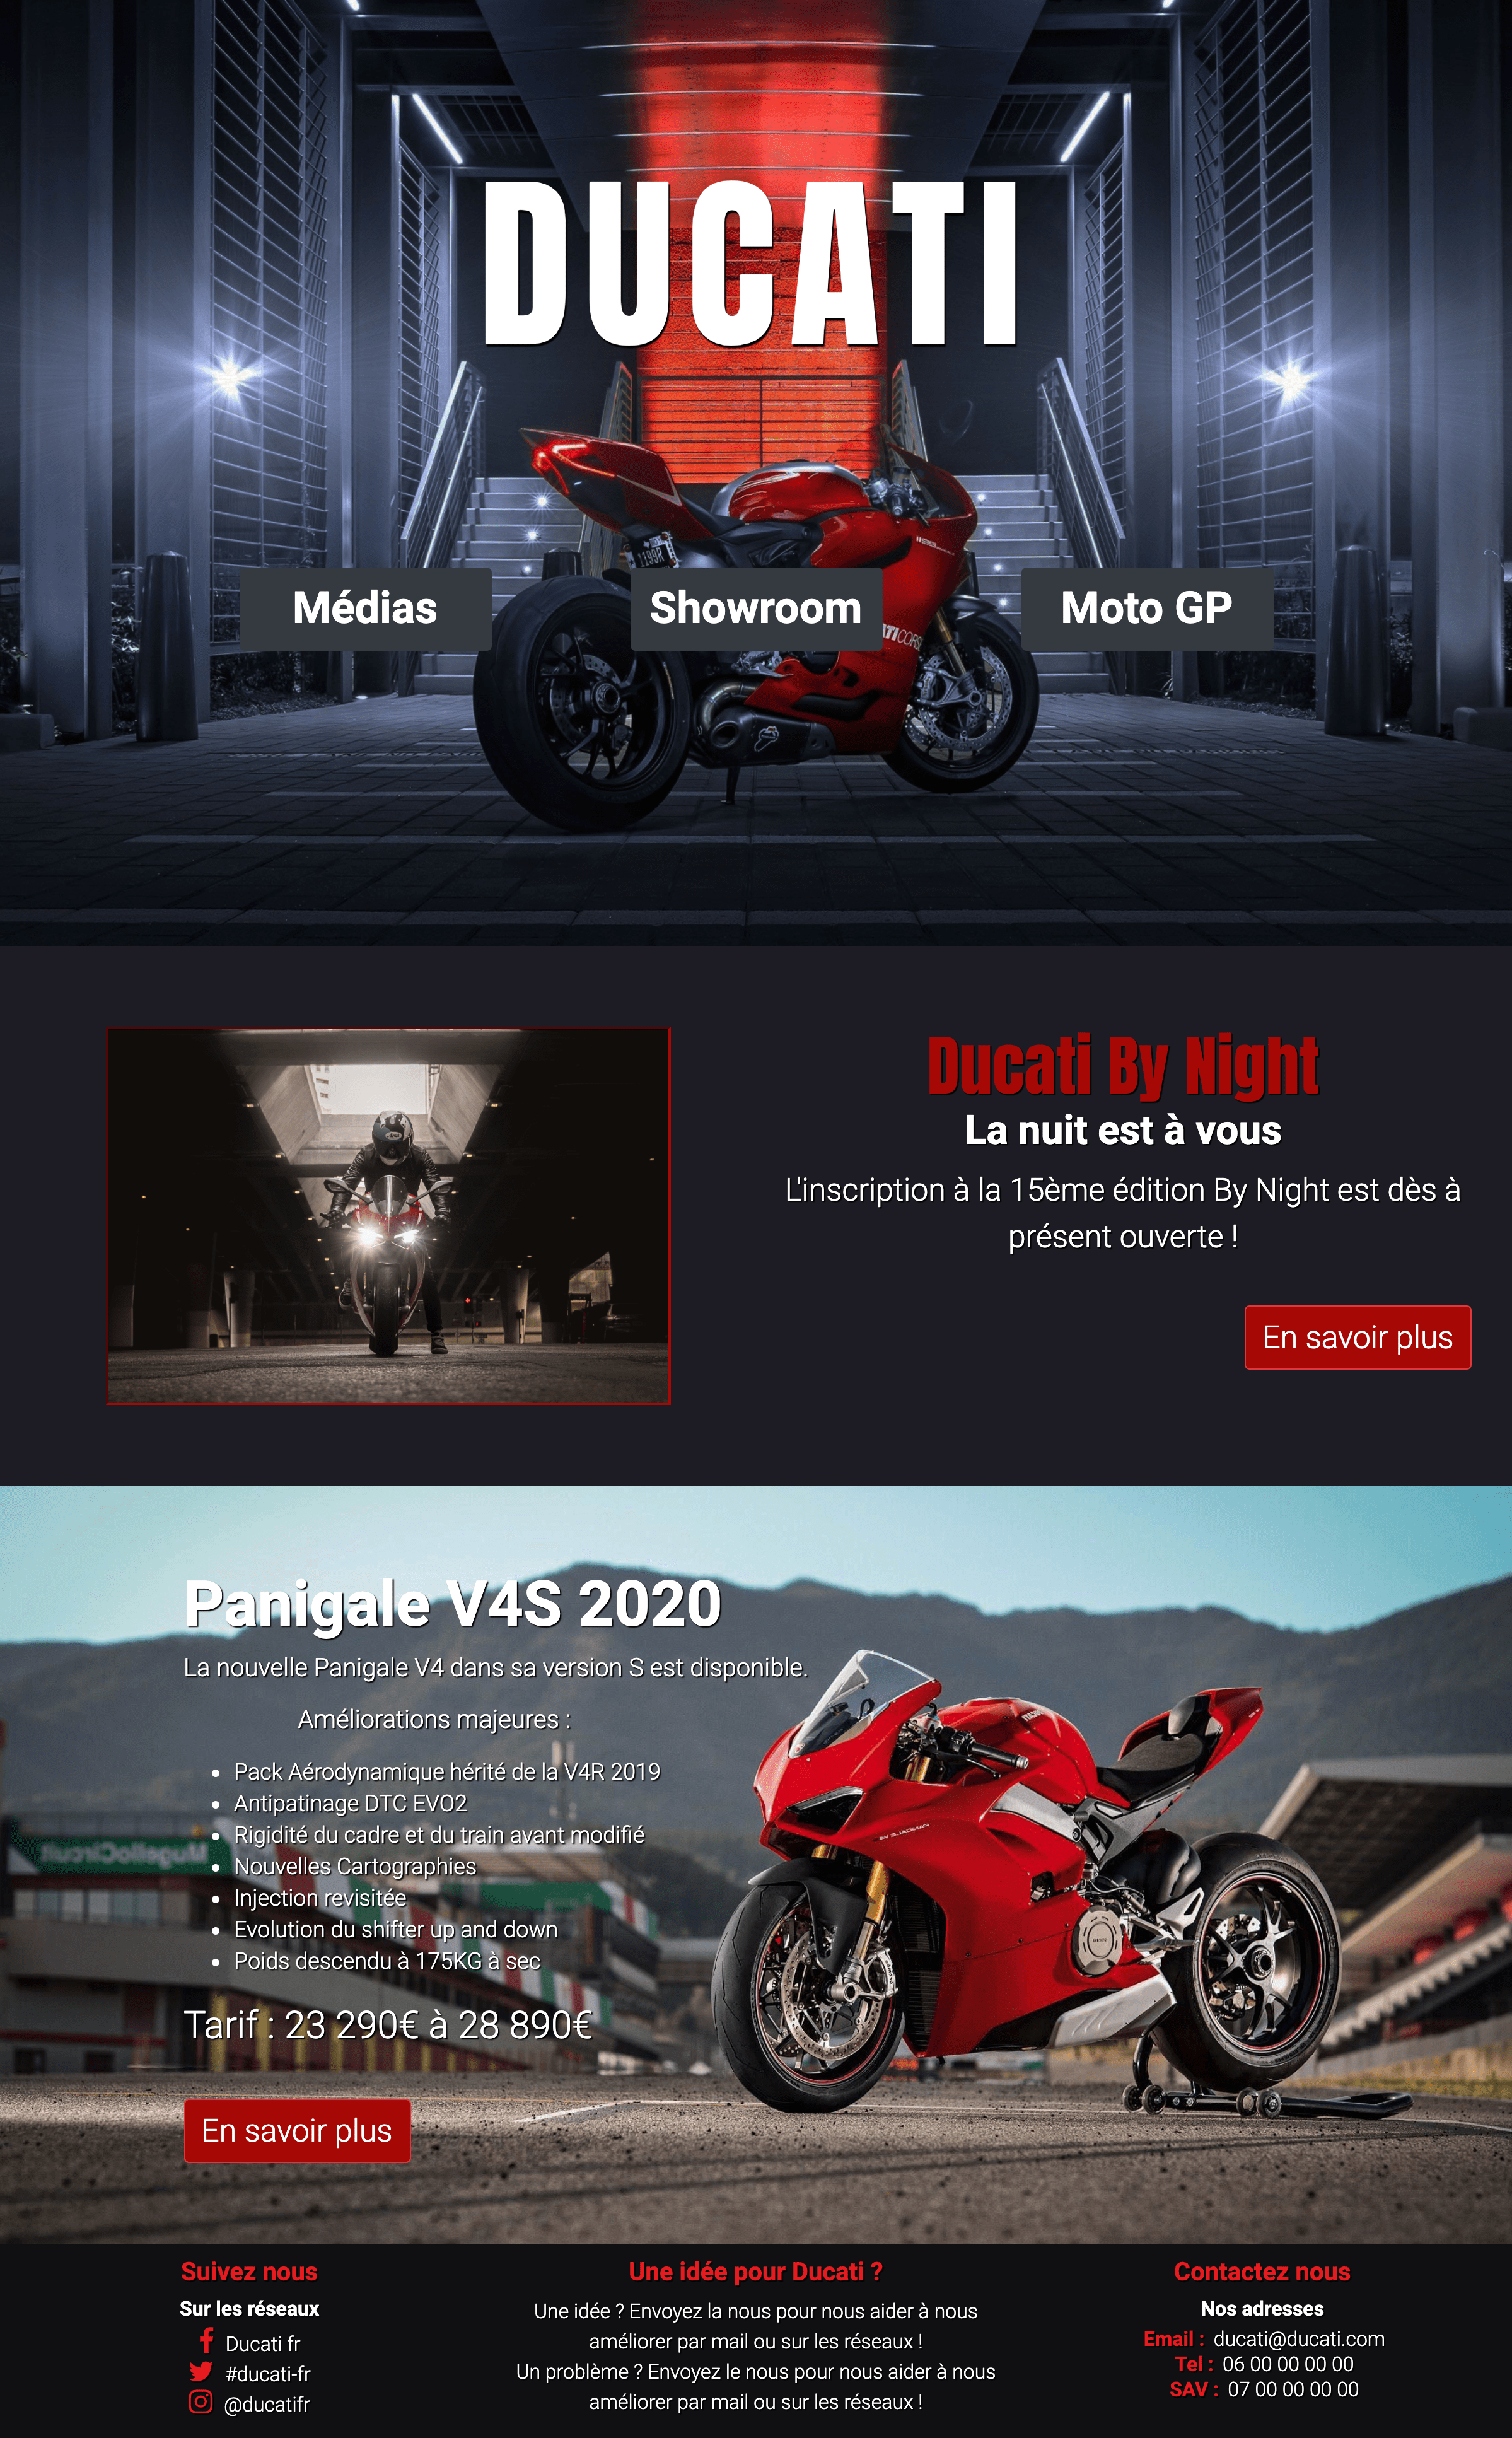 DUCATI
1199R
1199
Médias
Showroom
Moto GP
Ducati By Night
La nuit est à vous
L'inscription à la 15ème édition By Night est dès à
présent ouverte !
En savoir plus
Panigale V4S 2020
La nouvelle Panigale V4 dans sa version S est disponible.
Améliorations majeures :
Pack Aérodynamique hérité de la V4R 2019
Antipatinage DTC EVO2
Rigidité du cadre et du train avant modifié
Nouvelles Cartographies
Injection revisitée
Evolution du shifter up and down
Poids descendu à 175KG à sec
Tarif : 23 290€ à 28 890€
En savoir plus
Suivez nous
Sur les réseaux
Ducati fr
#ducati-fr
@ducatifr
Une idée pour Ducati ?
Une idée ? Envoyez la nous pour nous aider à nous
améliorer par mail ou sur les réseaux !
Un problème ? Envoyez le nous pour nous aider à nous
améliorer par mail ou sur les réseaux !
Contactez nous
Nos adresses
Email : ducati@ducati.com
Tel : 06 00 00 00 00
SAV : 07 00 00 00 00